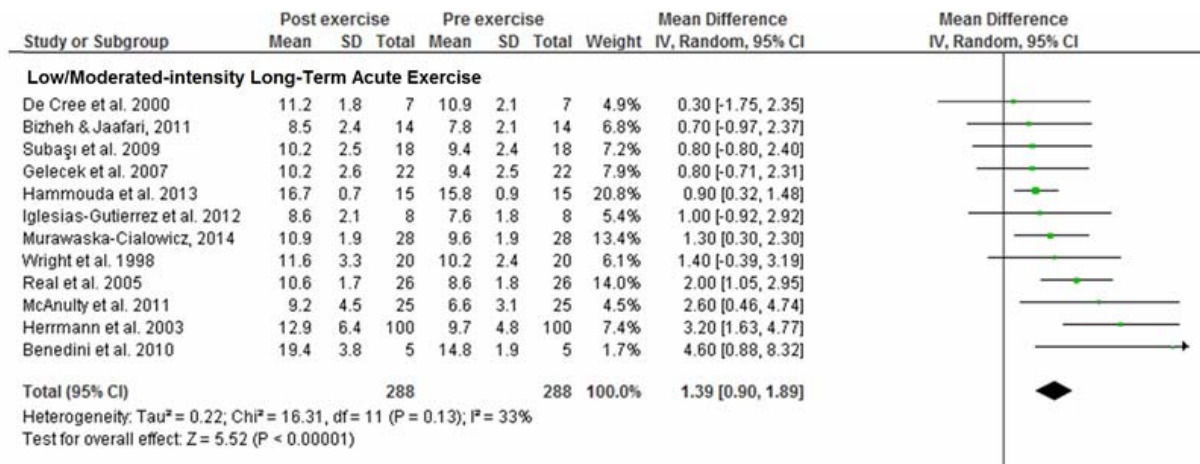 Post exercise Pre exercise Mean Difference Mean Difference
Study or Subgroup Mean SD Total Mean SD Total Weight IV, Random, 95% CI IV, Random, 95% CI
Low/Moderated-intensity Long-Term Acute Exercise
De Cree et al. 2000 11.2 1.8 7 10.9 2.1 7 4.9% 0.30 [-1.75, 2.35]
Bizheh & Jaafari, 2011 8.5 2.4 14 7.8 2.1 14 6.8% 0.70 [-0.97, 2.37]
Subaşı et al. 2009 10.2 2.5 18 9.4 2.4 18 7.2% 0.80 [-0.80, 2.40]
Gelecek et al. 2007 10.2 2.6 22 9.4 2.5 22 7.9% 0.80 [-0.71, 2.31]
Hammouda et al. 2013 16.7 0.7 15 15.8 0.9 15 20.8% 0.90 [0.32, 1.48]
Iglesias-Gutierrez et al. 2012 8.6 2.1 8 7.6 1.8 8 5.4% 1.00 [-0.92, 2.92]
Murawaska-Cialowicz, 2014 10.9 1.9 28 9.6 1.9 28 13.4% 1.30 [0.30, 2.30]
Wright et al. 1998 11.6 3.3 20 10.2 2.4 20 6.1% 1.40 [-0.39, 3.19]
Real et al. 2005 10.6 1.7 26 8.6 1.8 26 14.0% 2.00 [1.05, 2.95]
McAnulty et al. 2011 9.2 4.5 25 6.6 3.1 25 4.5% 2.60 [0.46, 4.74]
Herrmann et al. 2003 12.9 6.4 100 9.7 4.8 100 7.4% 3.20 [1.63, 4.77]
Benedini et al. 2010 19.4 3.8 5 14.8 1.9 5 1.7% 4.60 [0.88, 8.32]
Total (95% CI) 288 288 100.0% 1.39 [0.90, 1.89]
Heterogeneity: Tau² = 0.22; Chi² = 16.31, df = 11 (P = 0.13); I² = 33%
Test for overall effect: Z = 5.52 (P < 0.00001)